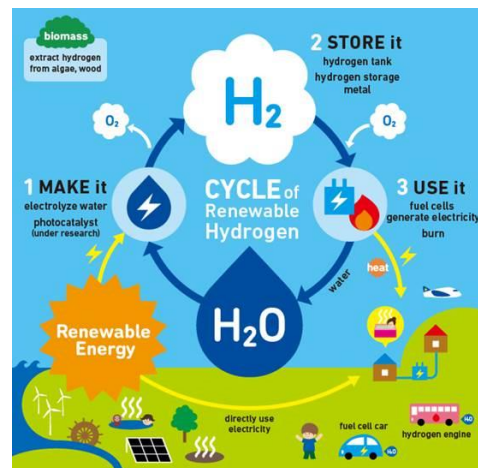 biomass
extract hydrogen
from algae, wood
2 STORE it
hydrogen tank
hydrogen storage
metal
H₂
O₂
O₂
1 MAKE it
electrolyze water
photocatalyst
(under research)
CYCLE of
Renewable
Hydrogen
3 USE it
fuel cells
generate electricity
burn
heat
water
H₂O
Renewable
Energy
directly use
electricity
fuel cell car
hydrogen engine